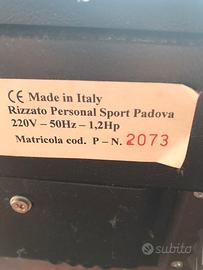 CE Made in Italy
Rizzato Personal Sport Padova
220V – 50Hz – 1,2Hp
Matricola cod. P – N. 2073
subito